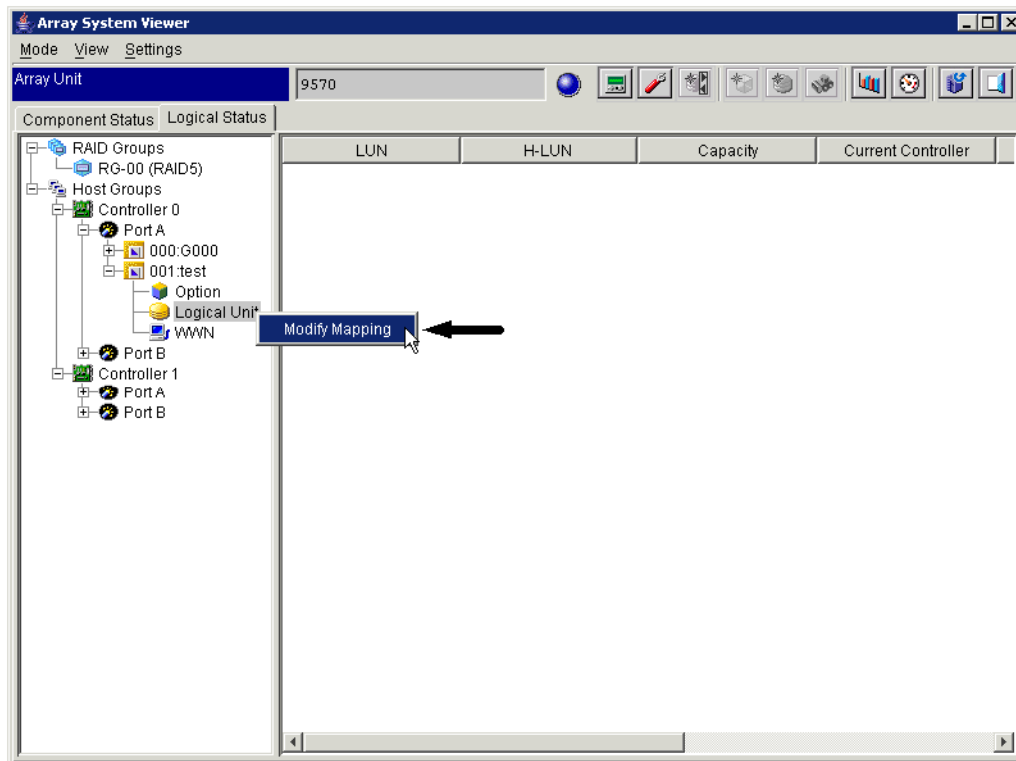 Array System Viewer
Mode View Settings
Array Unit
9570
Component Status Logical Status
LUN H-LUN Capacity Current Controller
RAID Groups
RG-00 (RAID5)
Host Groups
Controller 0
Port A
000:G000
001:test
Option
Logical Unit
Modify Mapping
WWN
Port B
Controller 1
Port A
Port B